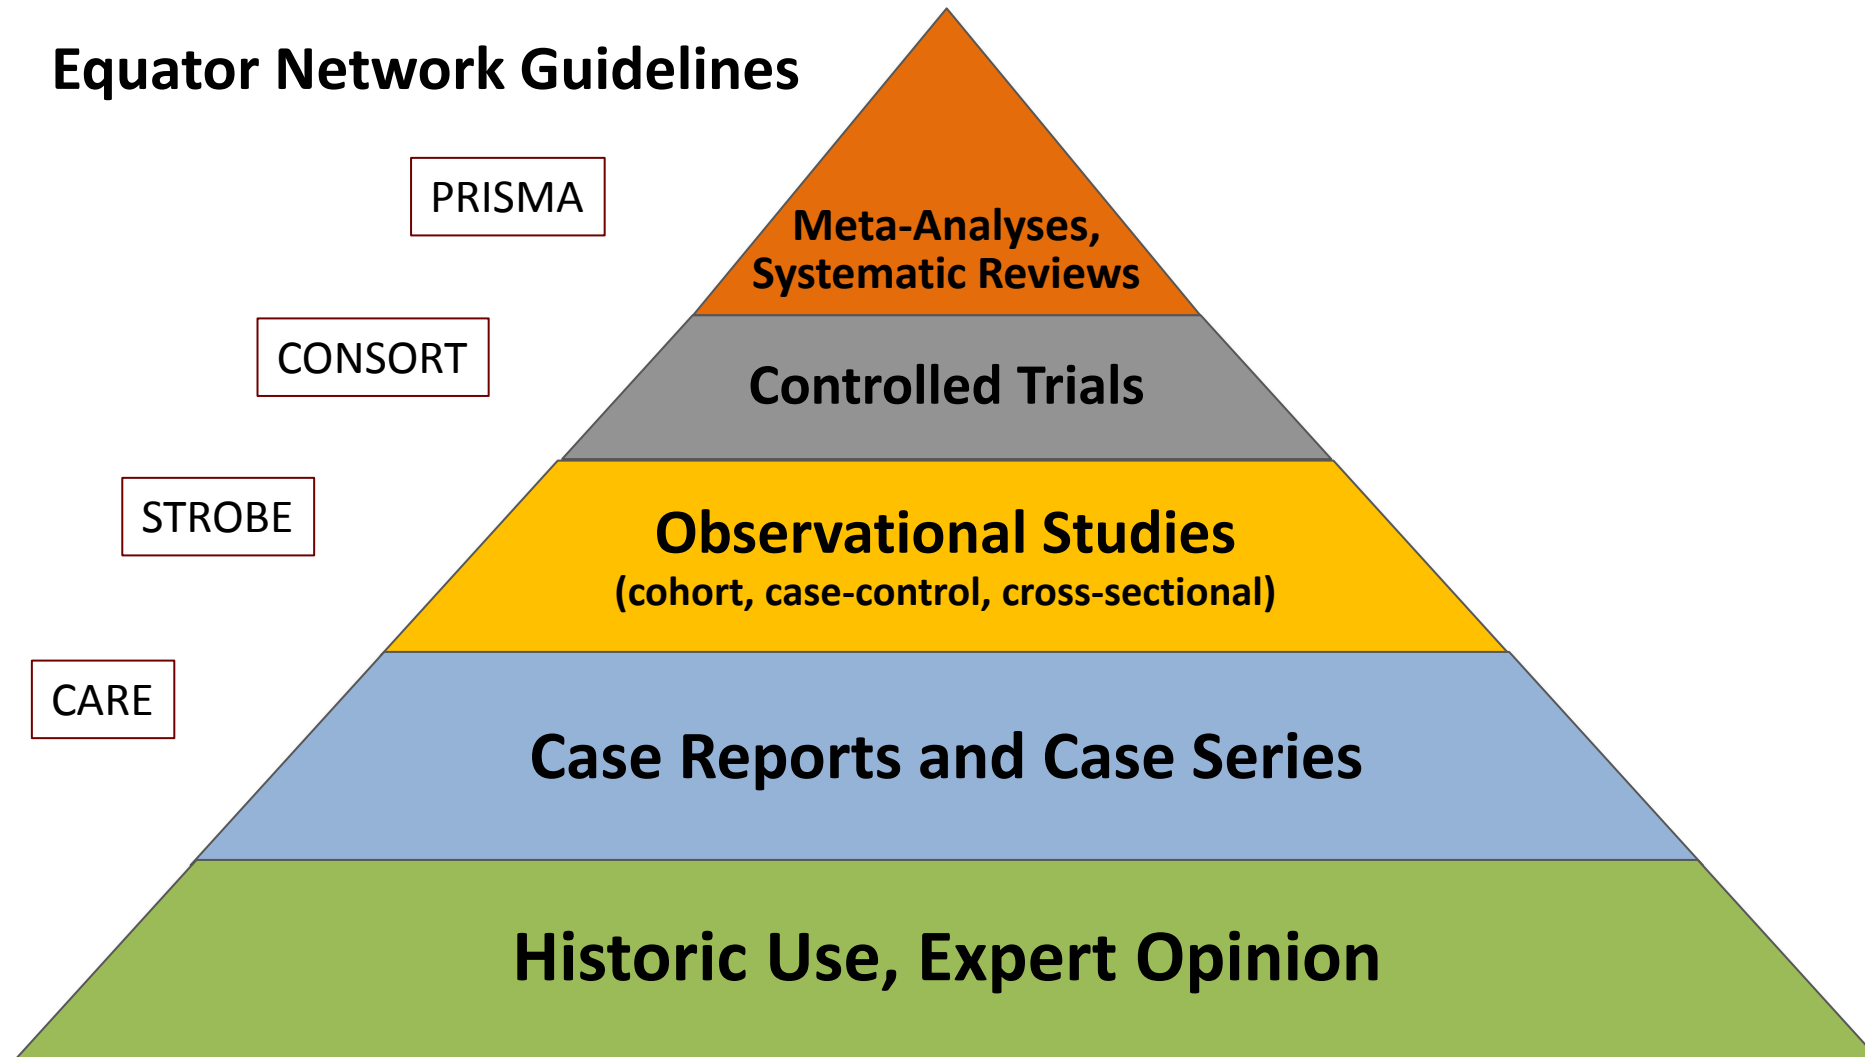 Equator Network Guidelines
PRISMA
Meta-Analyses,
Systematic Reviews
CONSORT
Controlled Trials
STROBE
Observational Studies
(cohort, case-control, cross-sectional)
CARE
Case Reports and Case Series
Historic Use, Expert Opinion